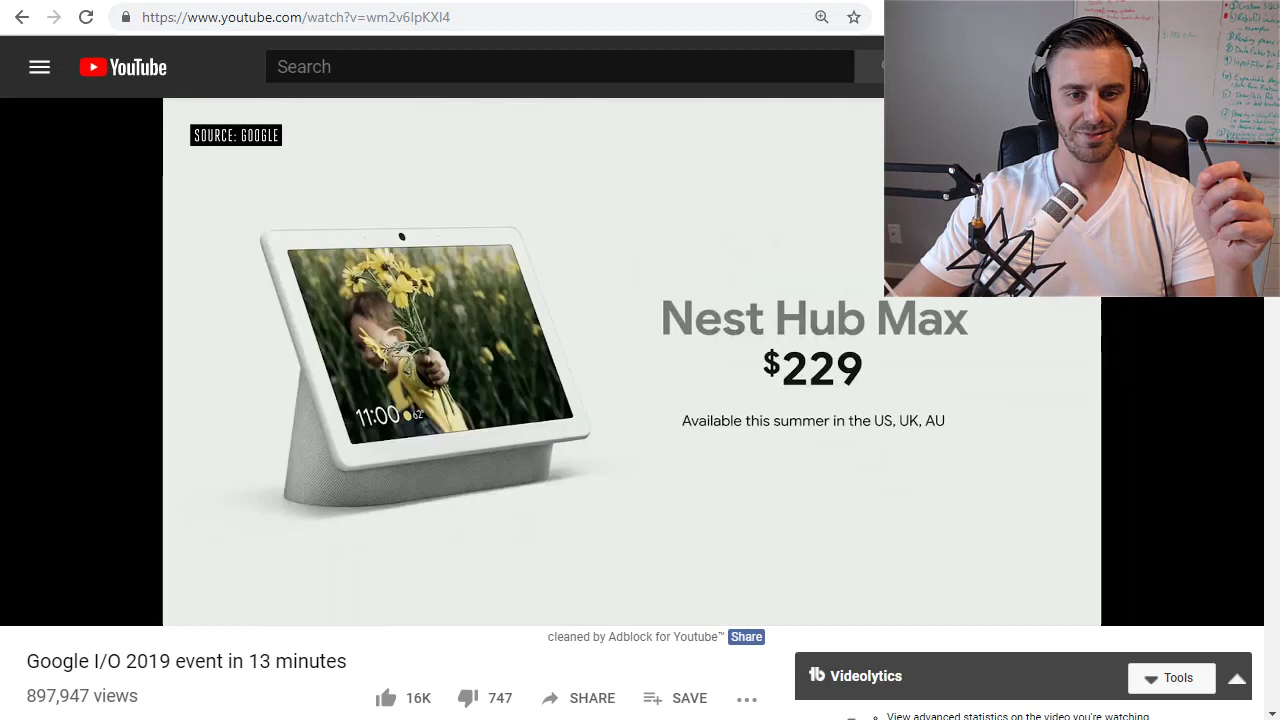 https://www.youtube.com/watch?v=wm2v6IpKXI4
YouTube
Search
SOURCE: GOOGLE
Nest Hub Max
$229
Available this summer in the US, UK, AU
11:00 62°
cleaned by Adblock for Youtube™ Share
Google I/O 2019 event in 13 minutes
897,947 views
16K 747 SHARE SAVE
Videolytics
Tools
View advanced statistics on the video you're watching